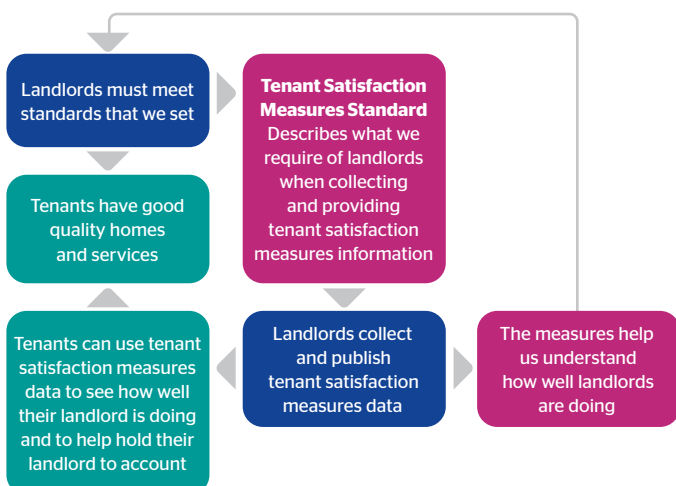 Landlords must meet
standards that we set
Tenant Satisfaction
Measures Standard
Describes what we
require of landlords
when collecting
and providing
tenant satisfaction
measures information
Tenants have good
quality homes
and services
Tenants can use tenant
satisfaction measures
data to see how well
their landlord is doing
and to help hold their
landlord to account
Landlords collect
and publish
tenant satisfaction
measures data
The measures help
us understand
how well landlords
are doing